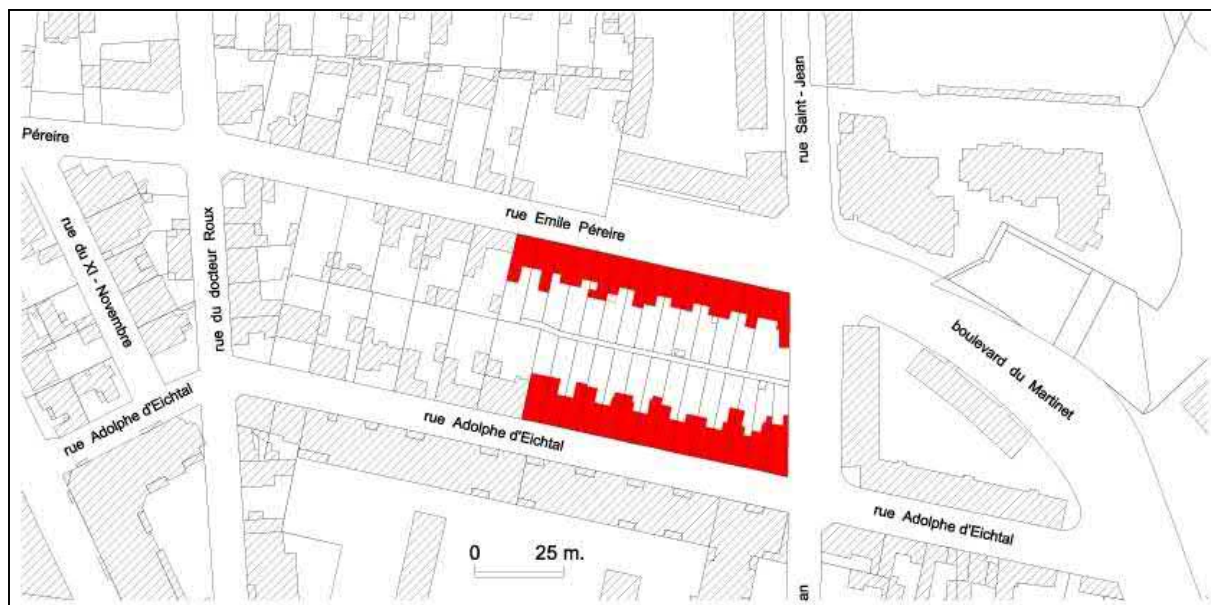 rue Saint - Jean
Péreire
rue Emile Péreire
rue du XI - Novembre
rue du docteur Roux
boulevard du Martinet
rue Adolphe d'Eichtal
rue Adolphe d'Eichtal
rue Adolphe d'Eichtal
0 25 m.
an